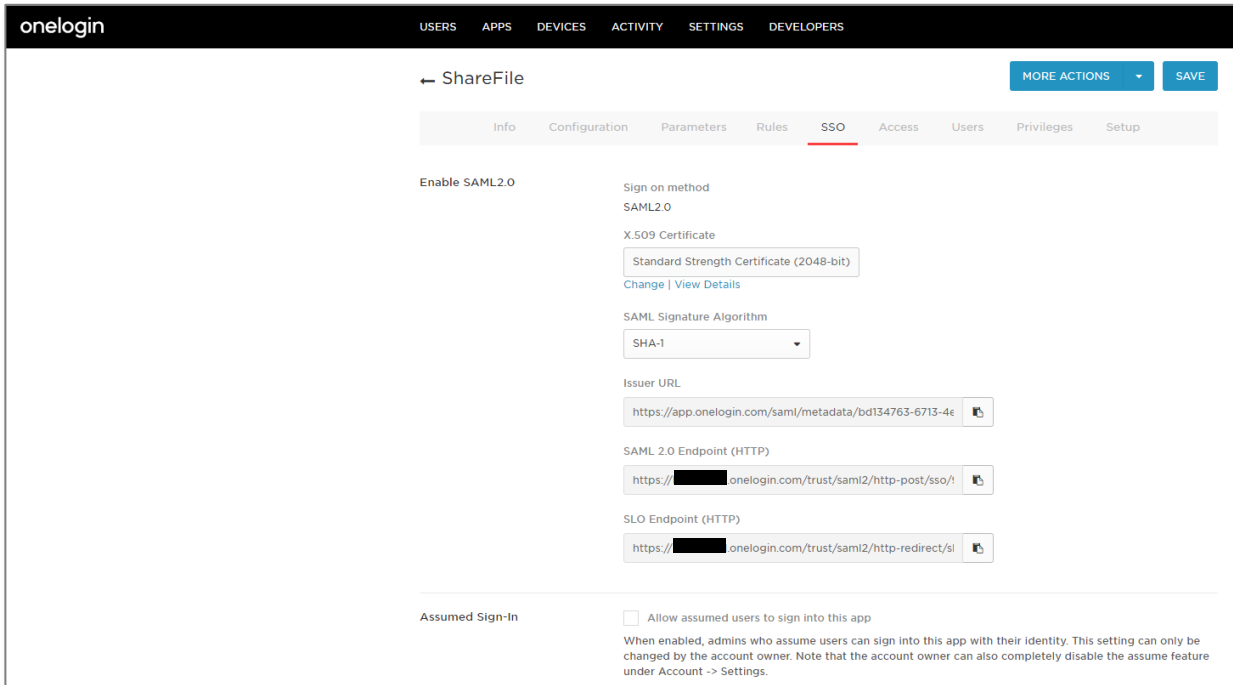 onelogin
USERS APPS DEVICES ACTIVITY SETTINGS DEVELOPERS
← ShareFile
MORE ACTIONS
SAVE
Info Configuration Parameters Rules SSO Access Users Privileges Setup
Enable SAML2.0
Sign on method
SAML2.0
X.509 Certificate
Standard Strength Certificate (2048-bit)
Change | View Details
SAML Signature Algorithm
SHA-1
Issuer URL
https://app.onelogin.com/saml/metadata/bd134763-6713-4e
SAML 2.0 Endpoint (HTTP)
https:// .onelogin.com/trust/saml2/http-post/sso/
SLO Endpoint (HTTP)
https:// .onelogin.com/trust/saml2/http-redirect/sl
Assumed Sign-In
Allow assumed users to sign into this app
When enabled, admins who assume users can sign into this app with their identity. This setting can only be
changed by the account owner. Note that the account owner can also completely disable the assume feature
under Account -> Settings.